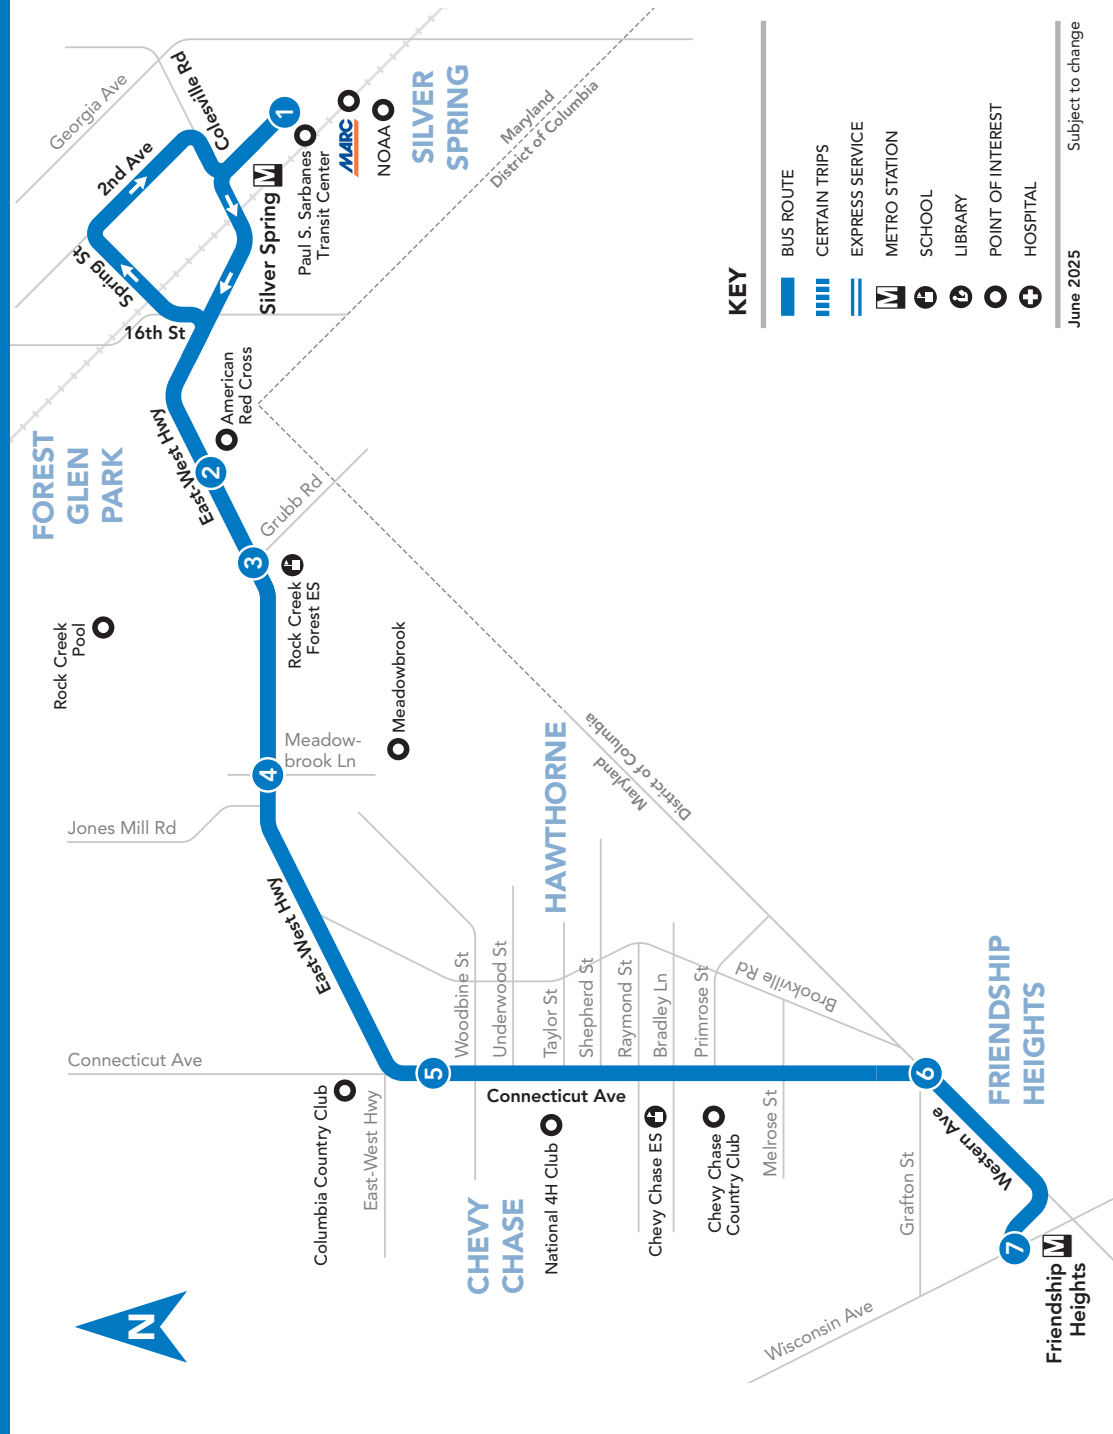 Georgia Ave
Colesville Rd
2nd Ave
Spring St
16th St
1
Silver Spring
M
Paul S. Sarbanes
Transit Center
MARC
NOAA
SILVER
SPRING
Maryland
District of Columbia
FOREST
GLEN
PARK
East-West Hwy
2
American
Red Cross
3
Grubb Rd
Rock Creek
Forest ES
Rock Creek
Pool
Meadowbrook
4
Meadow-
brook Ln
Jones Mill Rd
East-West Hwy
HAWTHORNE
District of Columbia
Maryland
Connecticut Ave
5
Columbia Country Club
East-West Hwy
Woodbine St
Underwood St
Taylor St
Shepherd St
Raymond St
Bradley Ln
Primrose St
Brookville Rd
Connecticut Ave
CHEVY
CHASE
National 4H Club
Chevy Chase ES
Chevy Chase
Country Club
Melrose St
Grafton St
6
FRIENDSHIP
HEIGHTS
Western Ave
7
M
Friendship
Heights
Wisconsin Ave
N
KEY
BUS ROUTE
CERTAIN TRIPS
EXPRESS SERVICE
M
METRO STATION
SCHOOL
LIBRARY
POINT OF INTEREST
HOSPITAL
June 2025
Subject to change